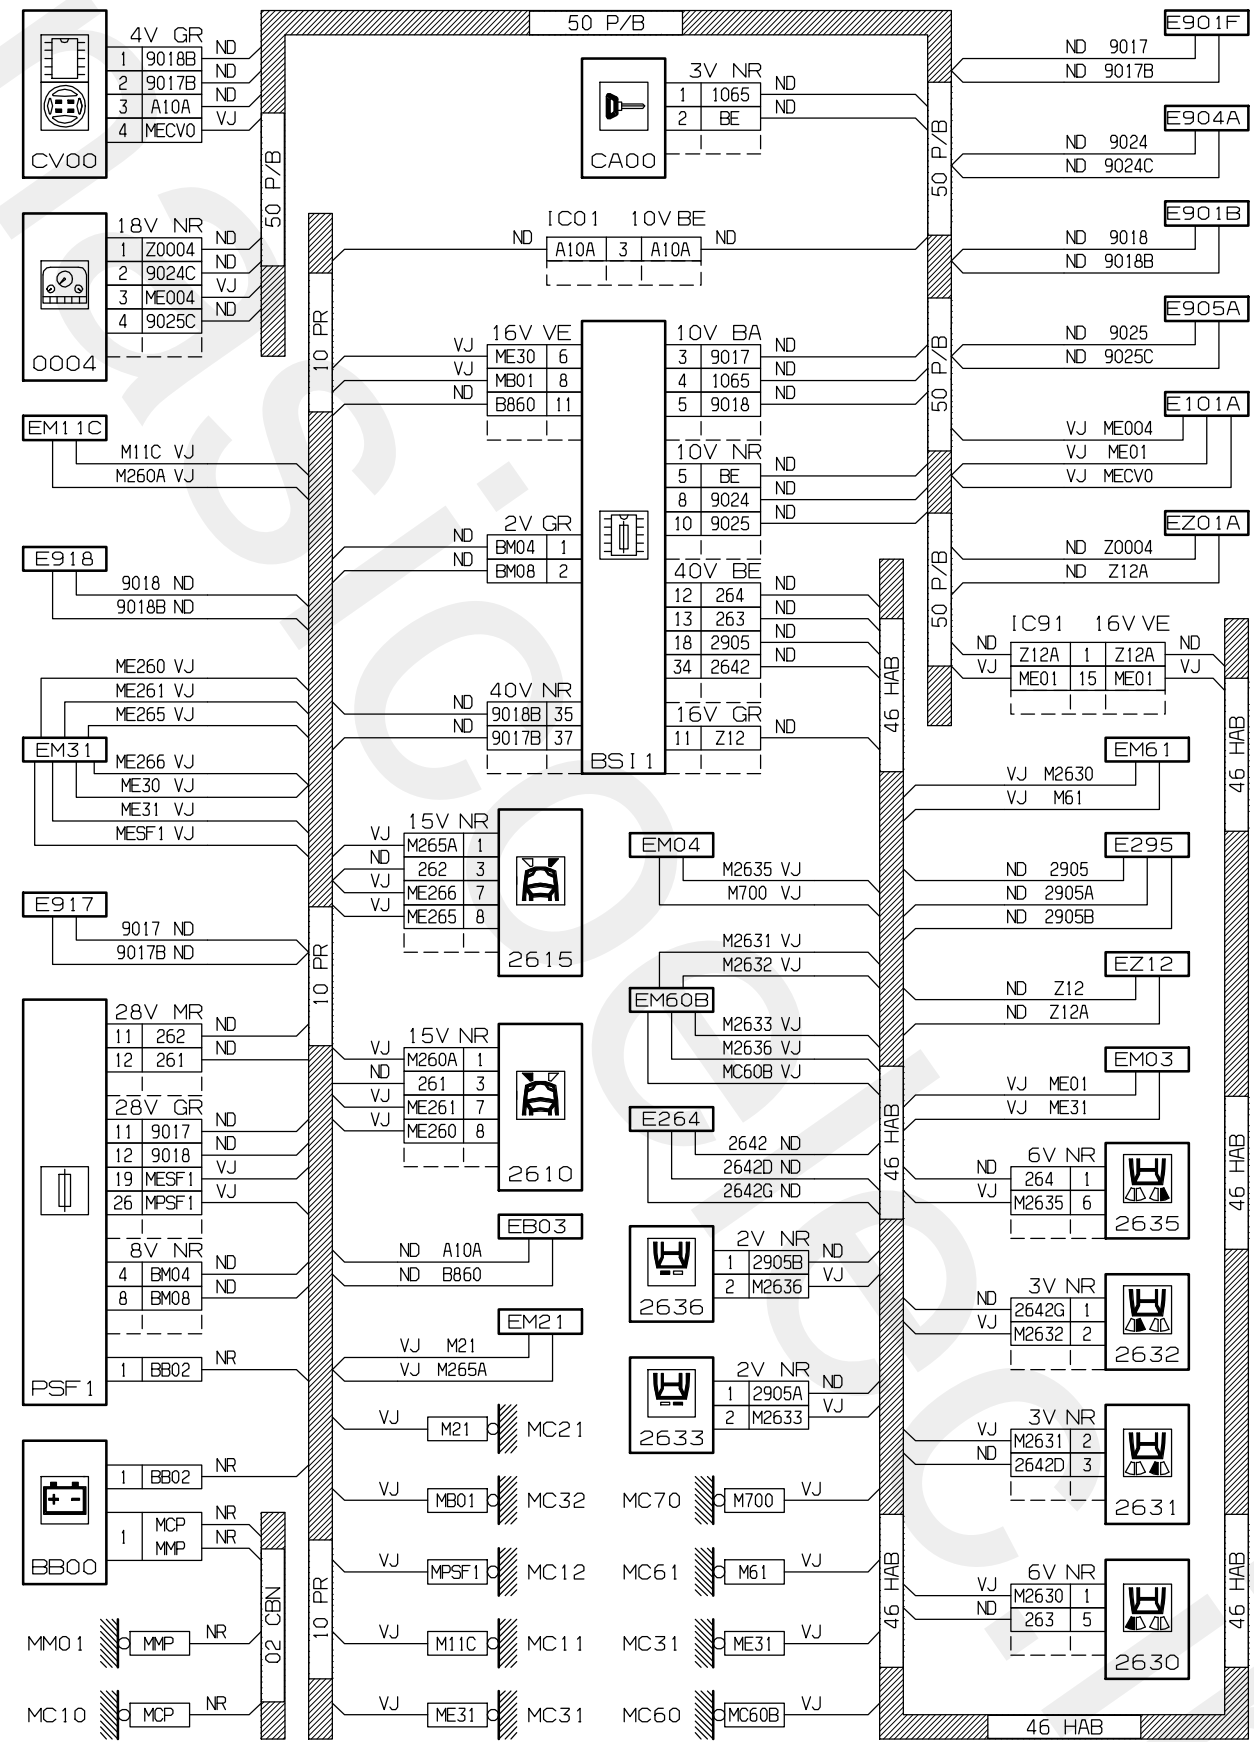 50 P/B
4V GR
1 9018B ND
2 9017B ND
3 A10A ND
4 MECV0 VJ
CV00
50 P/B
18V NR
1 Z0004 ND
2 9024C ND
3 ME004 VJ
4 9025C ND
0004
3V NR
1 1065 ND
2 BE ND
CA00
50 P/B
E901F
ND 9017
ND 9017B
E904A
ND 9024
ND 9024C
E901B
ND 9018
ND 9018B
E905A
ND 9025
ND 9025C
E101A
VJ ME004
VJ ME01
VJ MECV0
EZ01A
ND Z0004
ND Z12A
IC01 10V BE
ND A10A 3 A10A ND
10 PR
50 P/B
50 P/B
16V VE
VJ ME30 6
VJ MB01 8
ND B860 11
2V GR
ND BM04 1
ND BM08 2
40V NR
ND 9018B 35
ND 9017B 37
BSI1
10V BA
3 9017 ND
4 1065 ND
5 9018 ND
10V NR
5 BE ND
8 9024 ND
10 9025 ND
40V BE
12 264 ND
13 263 ND
18 2905 ND
34 2642 ND
16V GR
11 Z12 ND
IC91 16V VE
ND Z12A 1 Z12A ND
VJ ME01 15 ME01 VJ
46 HAB
46 HAB
EM11C
M11C VJ
M260A VJ
E918
9018 ND
9018B ND
ME260 VJ
ME261 VJ
ME265 VJ
EM31
ME266 VJ
ME30 VJ
ME31 VJ
MESF1 VJ
E917
9017 ND
9017B ND
10 PR
28V MR
11 262 ND
12 261 ND
28V GR
11 9017 ND
12 9018 ND
19 MESF1 VJ
26 MPSF1 VJ
8V NR
4 BM04 ND
8 BM08 ND
1 BB02 NR
PSF1
1 BB02 NR
1 MCP NR
MMP NR
BB00
02 CBN
10 PR
MM01 MMP NR
MC10 MCP NR
15V NR
VJ M265A 1
ND 262 3
VJ ME266 7
VJ ME265 8
2615
15V NR
VJ M260A 1
ND 261 3
VJ ME261 7
VJ ME260 8
2610
EB03
ND A10A
ND B860
EM21
VJ M21
VJ M265A
VJ M21 MC21
VJ MB01 MC32
VJ MPSF1 MC12
VJ M11C MC11
VJ ME31 MC31
EM04
M2635 VJ
M700 VJ
M2631 VJ
M2632 VJ
EM60B
M2633 VJ
M2636 VJ
MC60B VJ
E264
2642 ND
2642D ND
2642G ND
46 HAB
2V NR
1 2905B ND
2 M2636 VJ
2636
2V NR
1 2905A ND
2 M2633 VJ
2633
MC70 M700 VJ
MC61 M61 VJ
MC31 ME31 VJ
MC60 MC60B VJ
46 HAB
EM61
VJ M2630
VJ M61
E295
ND 2905
ND 2905A
ND 2905B
EZ12
ND Z12
ND Z12A
EM03
VJ ME01
VJ ME31
46 HAB
6V NR
ND 264 1
VJ M2635 6
2635
3V NR
ND 2642G 1
VJ M2632 2
2632
3V NR
VJ M2631 2
ND 2642D 3
2631
6V NR
VJ M2630 1
ND 263 5
2630
46 HAB
46 HAB